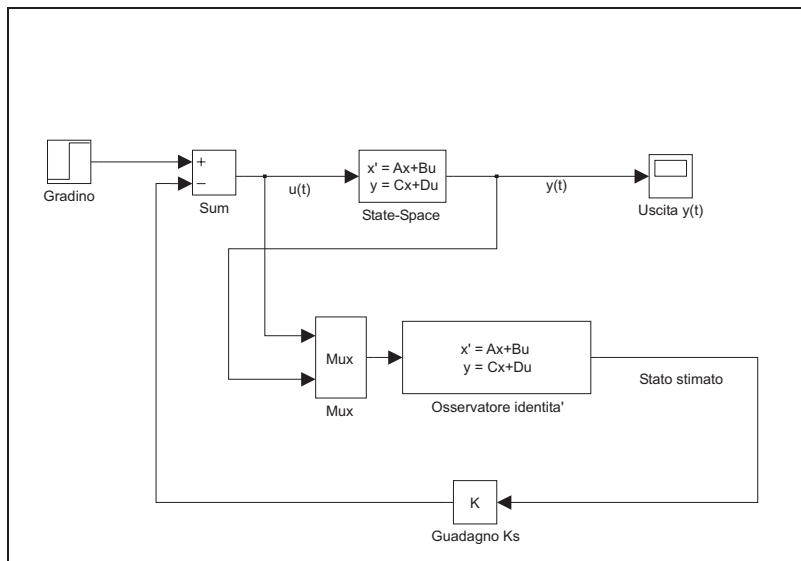 Gradino
+
−
Sum
u(t)
x' = Ax+Bu
y = Cx+Du
State-Space
y(t)
Uscita y(t)
Mux
Mux
x' = Ax+Bu
y = Cx+Du
Osservatore identita'
Stato stimato
K
Guadagno Ks